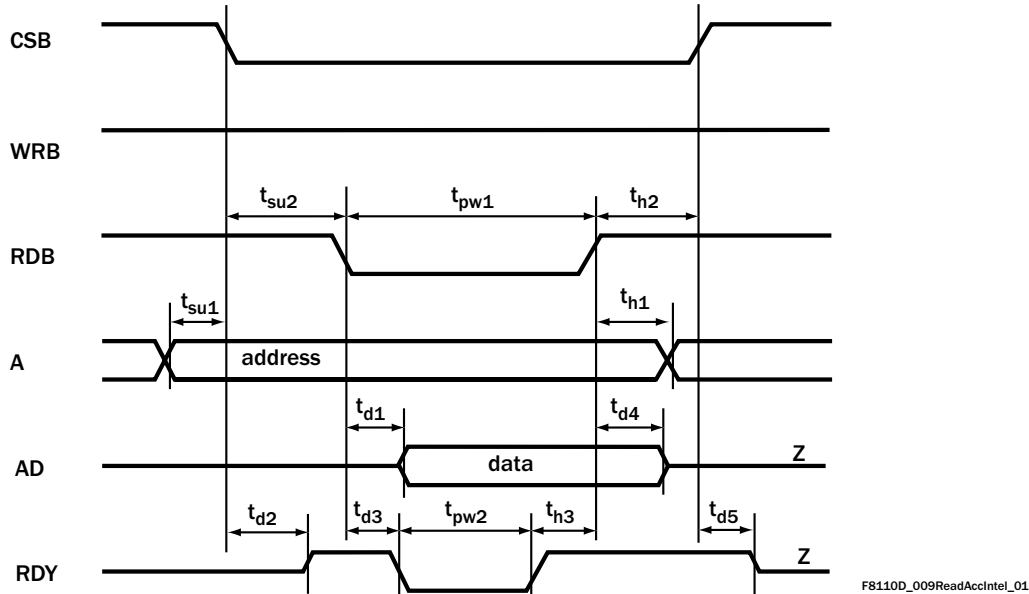 CSB
WRB
tsu2 tpw1 th2
RDB
tsu1 th1
A address
td1 td4
AD data Z
td2 td3 tpw2 th3 td5
RDY Z
F8110D_009ReadAccIntel_01